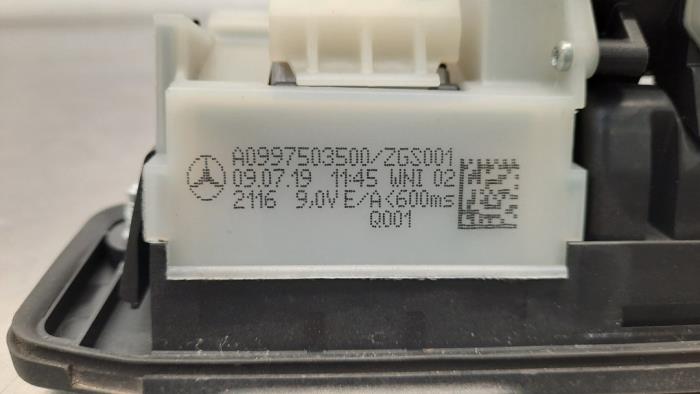 A0997503500/ZGS001
09.07.19 11:45 WNI 02
2116 9,0V E/A<600ms
Q001